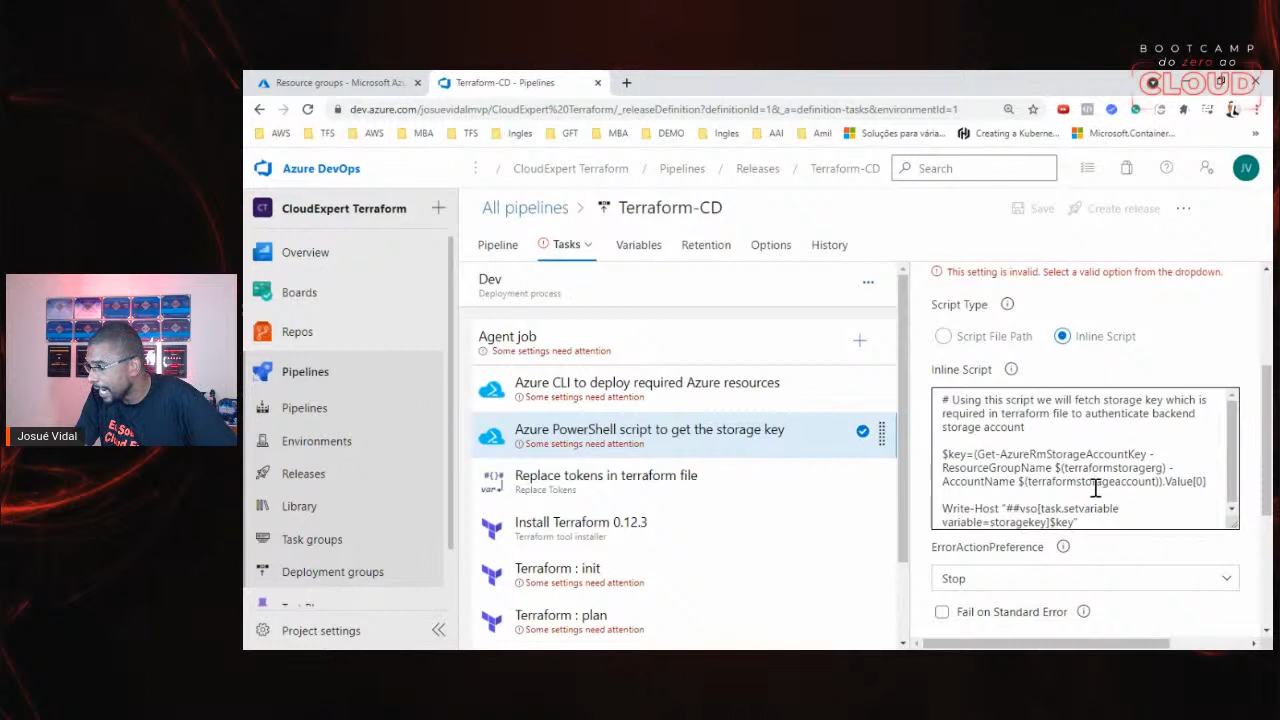 BOOTCAMP
do zero ao
CLOUD
Resource groups - Microsoft Azu
Terraform-CD - Pipelines
dev.azure.com/josuevidalmvp/CloudExpert%20Terraform/_releaseDefinition?definitionId=1&_a=definition-tasks&environmentId=1
AWS
TFS
AWS
MBA
TFS
Ingles
GFT
MBA
DEMO
Ingles
AAI
Amil
Soluções para vária...
Creating a Kuberne...
Microsoft.Container...
Azure DevOps
/ CloudExpert Terraform / Pipelines / Releases / Terraform-CD
Search
JV
CT
CloudExpert Terraform
Overview
Boards
Repos
Pipelines
Pipelines
Environments
Releases
Library
Task groups
Deployment groups
Project settings
All pipelines > Terraform-CD
Save
Create release
Pipeline
Tasks
Variables
Retention
Options
History
Dev
Deployment process
Agent job
Some settings need attention
Azure CLI to deploy required Azure resources
Some settings need attention
Azure PowerShell script to get the storage key
Some settings need attention
Replace tokens in terraform file
Replace Tokens
Install Terraform 0.12.3
Terraform tool installer
Terraform : init
Some settings need attention
Terraform : plan
Some settings need attention
This setting is invalid. Select a valid option from the dropdown.
Script Type
Script File Path
Inline Script
Inline Script
# Using this script we will fetch storage key which is
required in terraform file to authenticate backend
storage account
$key=(Get-AzureRmStorageAccountKey -
ResourceGroupName $(terraformstoragerg) -
AccountName $(terraformstorageaccount)).Value[0]
Write-Host "##vso[task.setvariable
variable=storagekey]$key"
ErrorActionPreference
Stop
Fail on Standard Error
Josué Vidal